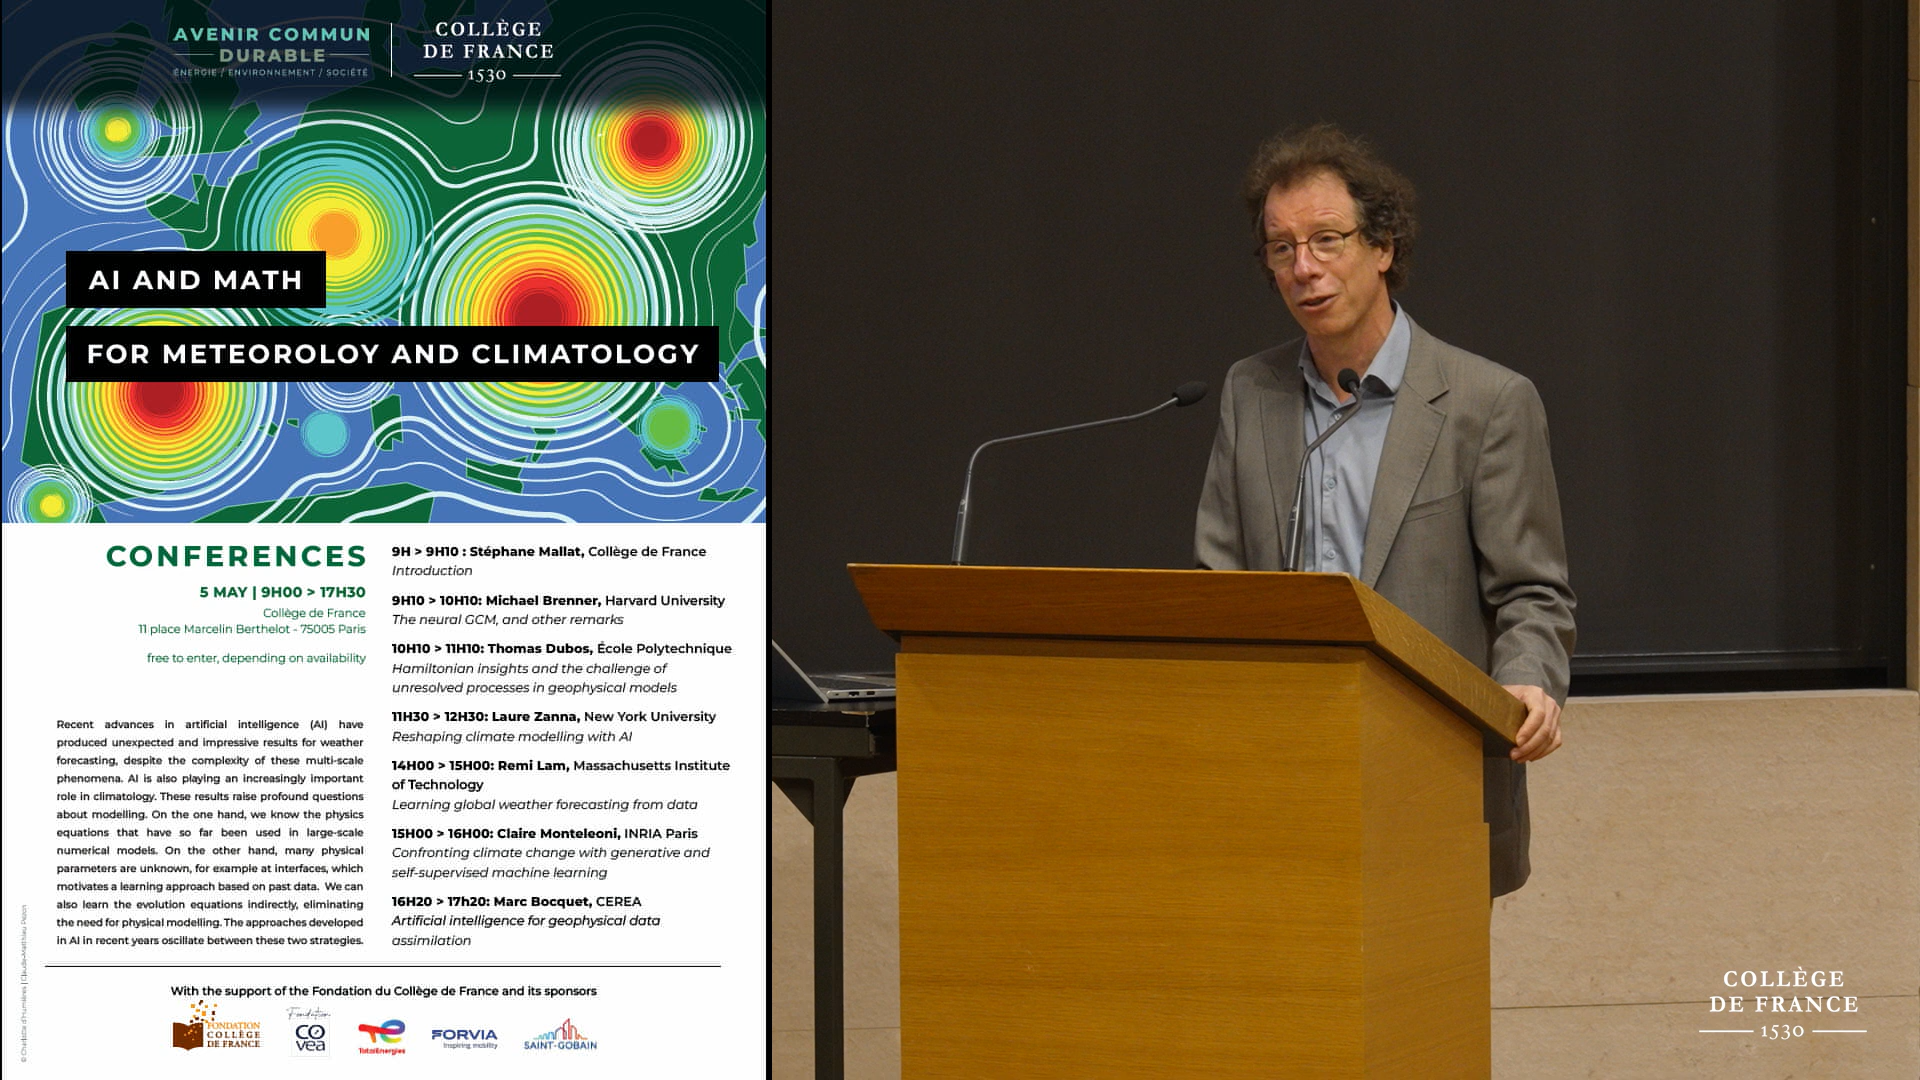 AVENIR COMMUN
DURABLE
ÉNERGIE / ENVIRONNEMENT / SOCIÉTÉ
COLLÈGE
DE FRANCE
1530
AI AND MATH
FOR METEOROLOY AND CLIMATOLOGY
CONFERENCES
5 MAY | 9H00 > 17H30
Collège de France
11 place Marcelin Berthelot - 75005 Paris
free to enter, depending on availability
Recent advances in artificial intelligence (AI) have
produced unexpected and impressive results for weather
forecasting, despite the complexity of these multi-scale
phenomena. AI is also playing an increasingly important
role in climatology. These results raise profound questions
about modelling. On the one hand, we know the physics
equations that have so far been used in large-scale
numerical models. On the other hand, many physical
parameters are unknown, for example at interfaces, which
motivates a learning approach based on past data. We can
also learn the evolution equations indirectly, eliminating
the need for physical modelling. The approaches developed
in AI in recent years oscillate between these two strategies.
9H > 9H10 : Stéphane Mallat, Collège de France
Introduction
9H10 > 10H10: Michael Brenner, Harvard University
The neural GCM, and other remarks
10H10 > 11H10: Thomas Dubos, École Polytechnique
Hamiltonian insights and the challenge of
unresolved processes in geophysical models
11H30 > 12H30: Laure Zanna, New York University
Reshaping climate modelling with AI
14H00 > 15H00: Remi Lam, Massachusetts Institute
of Technology
Learning global weather forecasting from data
15H00 > 16H00: Claire Monteleoni, INRIA Paris
Confronting climate change with generative and
self-supervised machine learning
16H20 > 17h20: Marc Bocquet, CEREA
Artificial intelligence for geophysical data
assimilation
With the support of the Fondation du Collège de France and its sponsors
FONDATION
COLLÈGE
DE FRANCE
Fondation
covea
TotalEnergies
FORVIA
Inspiring mobility
SAINT-GOBAIN
COLLÈGE
DE FRANCE
1530